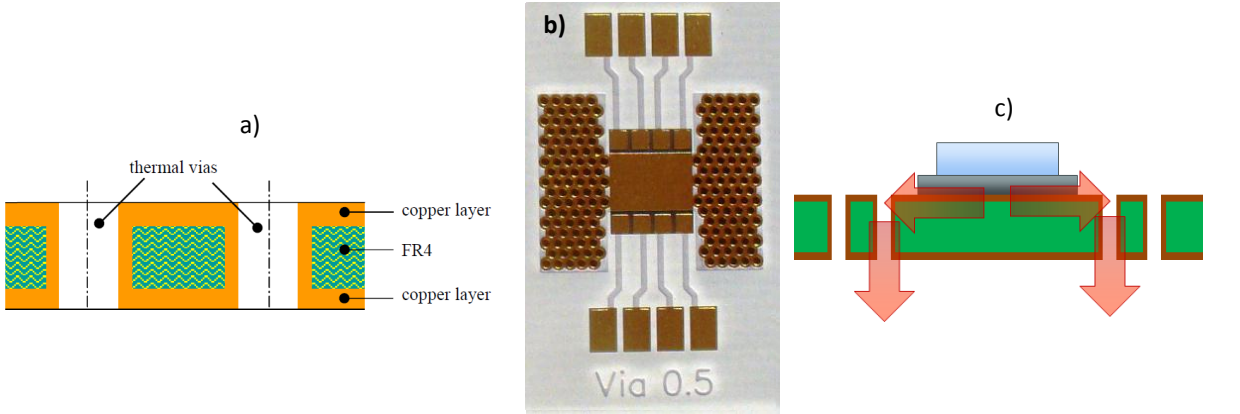 a)
thermal vias
copper layer
FR4
copper layer
b)
Via 0.5
c)